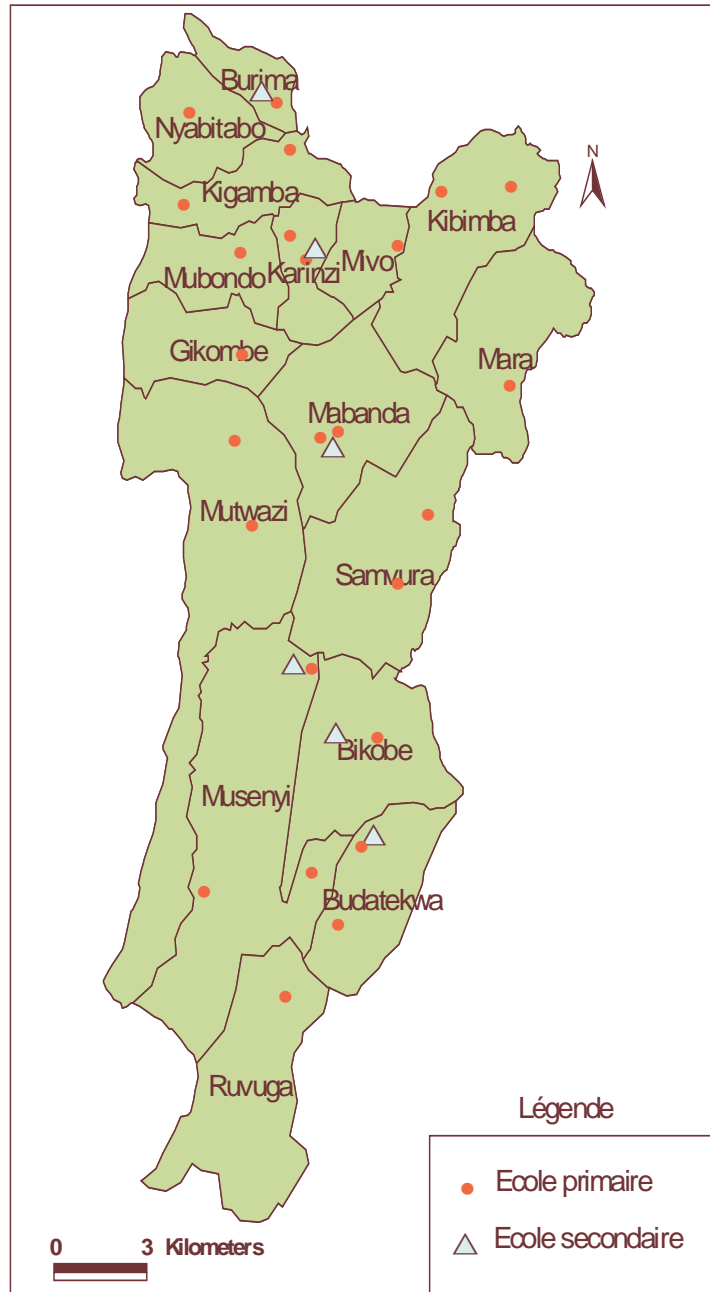 Burima
N
Nyabitabo
Kigamba
Kibimba
Mubondo
Karinzi
Mivo
Gikombe
Mara
Mabanda
Mutwazi
Samvura
Bikobe
Musenyi
Budatekwa
Ruvuga
Légende
Ecole primaire
Ecole secondaire
0 3 Kilometers